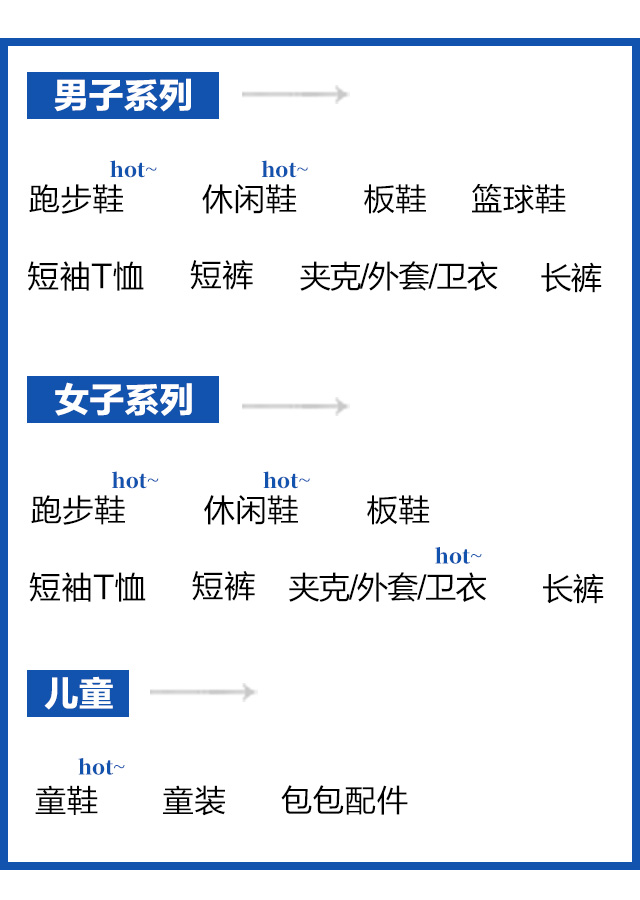 男子系列
hot~ hot~
跑步鞋 休闲鞋 板鞋 篮球鞋
短袖T恤 短裤 夹克/外套/卫衣 长裤
女子系列
hot~ hot~
跑步鞋 休闲鞋 板鞋
hot~
短袖T恤 短裤 夹克/外套/卫衣 长裤
儿童
hot~
童鞋 童装 包包配件